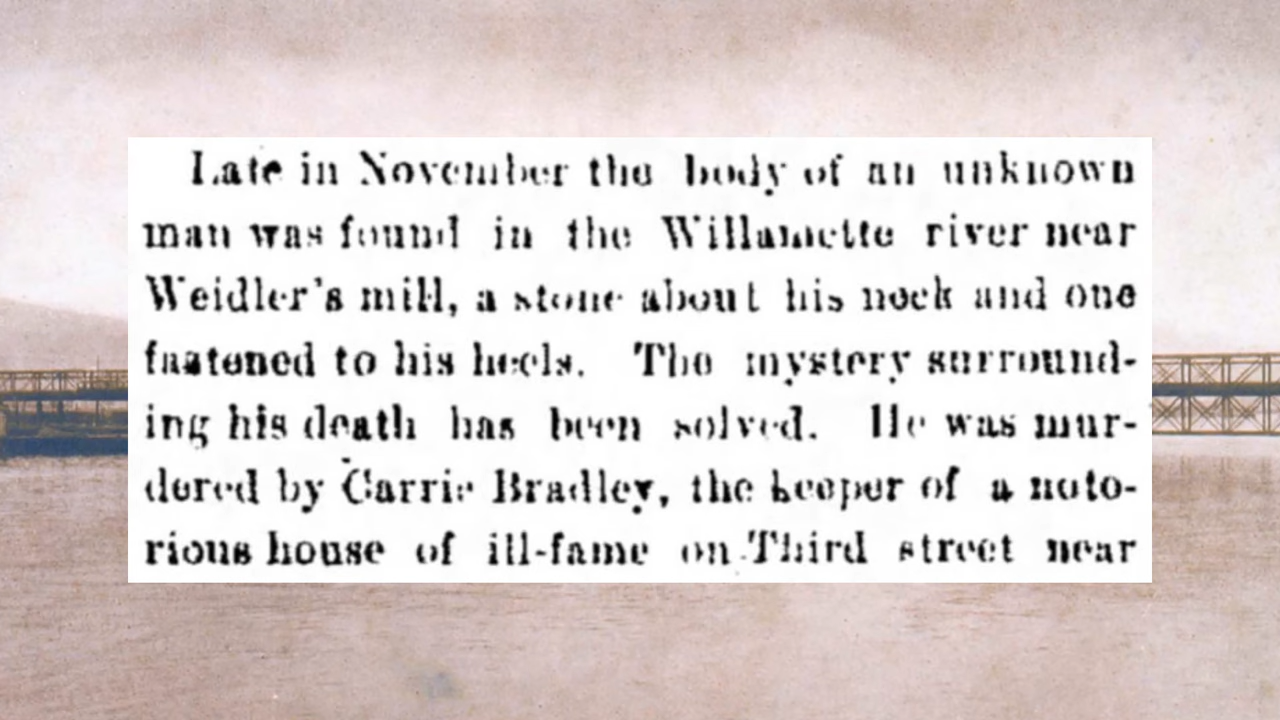 Late in November the body of an unknown
man was found in the Willamette river near
Weidler's mill, a stone about his neck and one
fastened to his heels. The mystery surround-
ing his death has been solved. He was mur-
dered by Carrie Bradley, the keeper of a noto-
rious house of ill-fame on Third street near